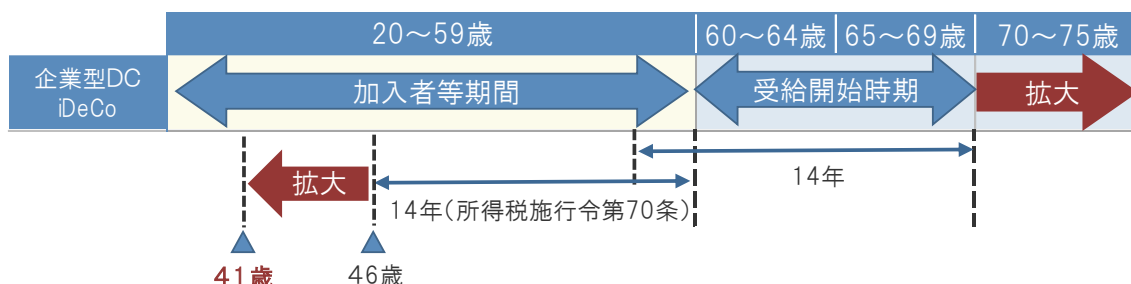 20～59歳
60～64歳
65～69歳
70～75歳
企業型DC
iDeCo
加入者等期間
受給開始時期
拡大
拡大
14年(所得税施行令第70条)
14年
41歳
46歳